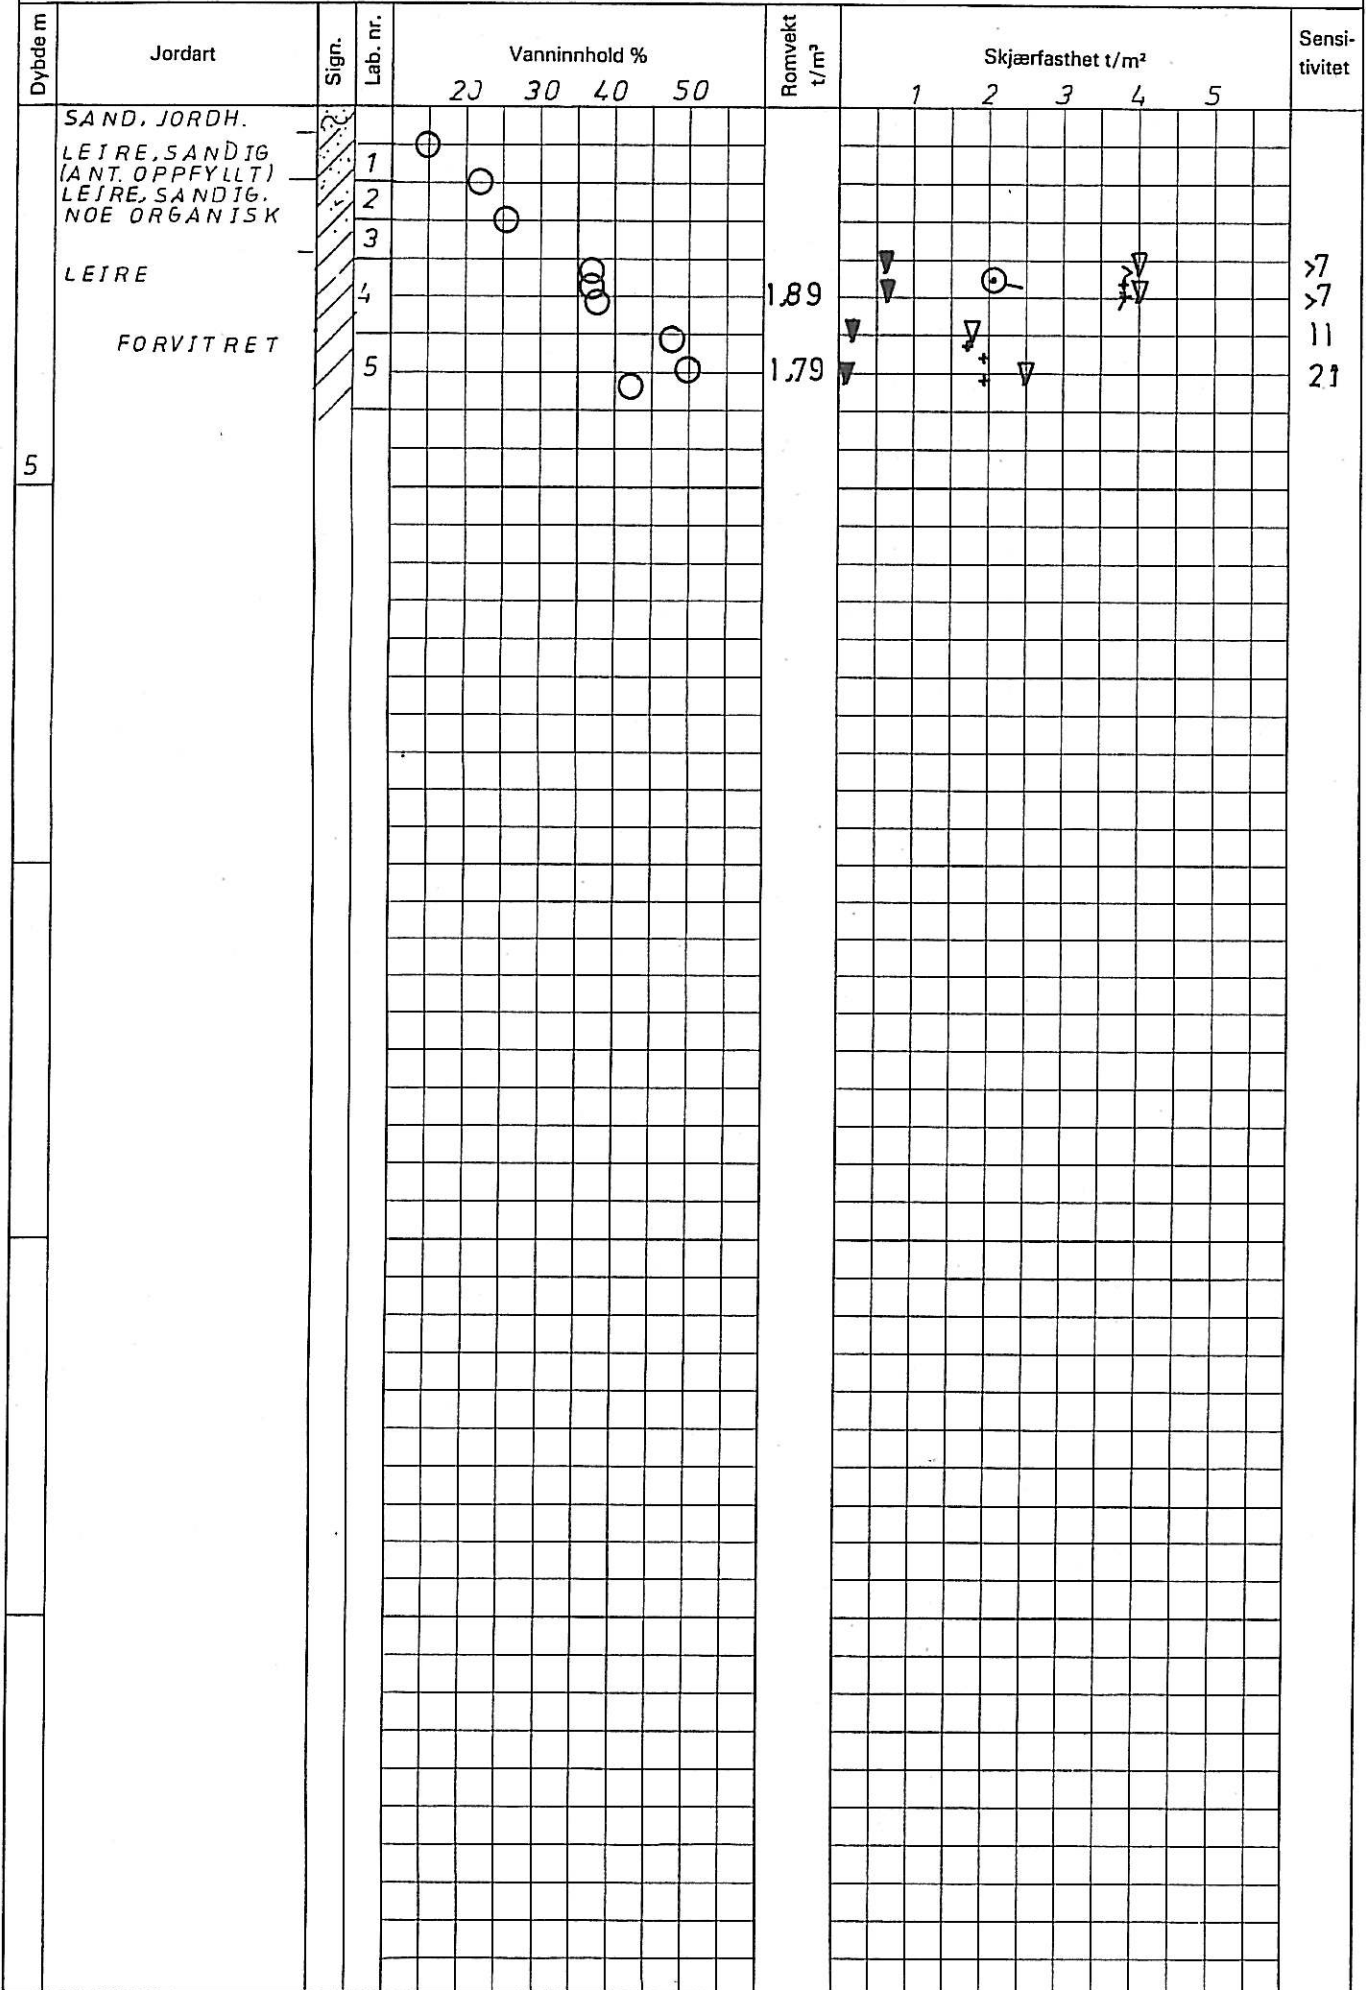 Dybde m
Jordart
Sign.
Lab. nr.
Vanninnhold %
20 30 40 50
Romvekt
t/m³
Skjærfasthet t/m²
1 2 3 4 5
Sensi-
tivitet
SAND, JORDH.
LEIRE, SANDIG
(ANT. OPPFYLLT)
LEIRE, SANDIG.
NOE ORGANISK
LEIRE
FORVITRET
1
2
3
4
5
1,89
1,79
>7
>7
11
21
5